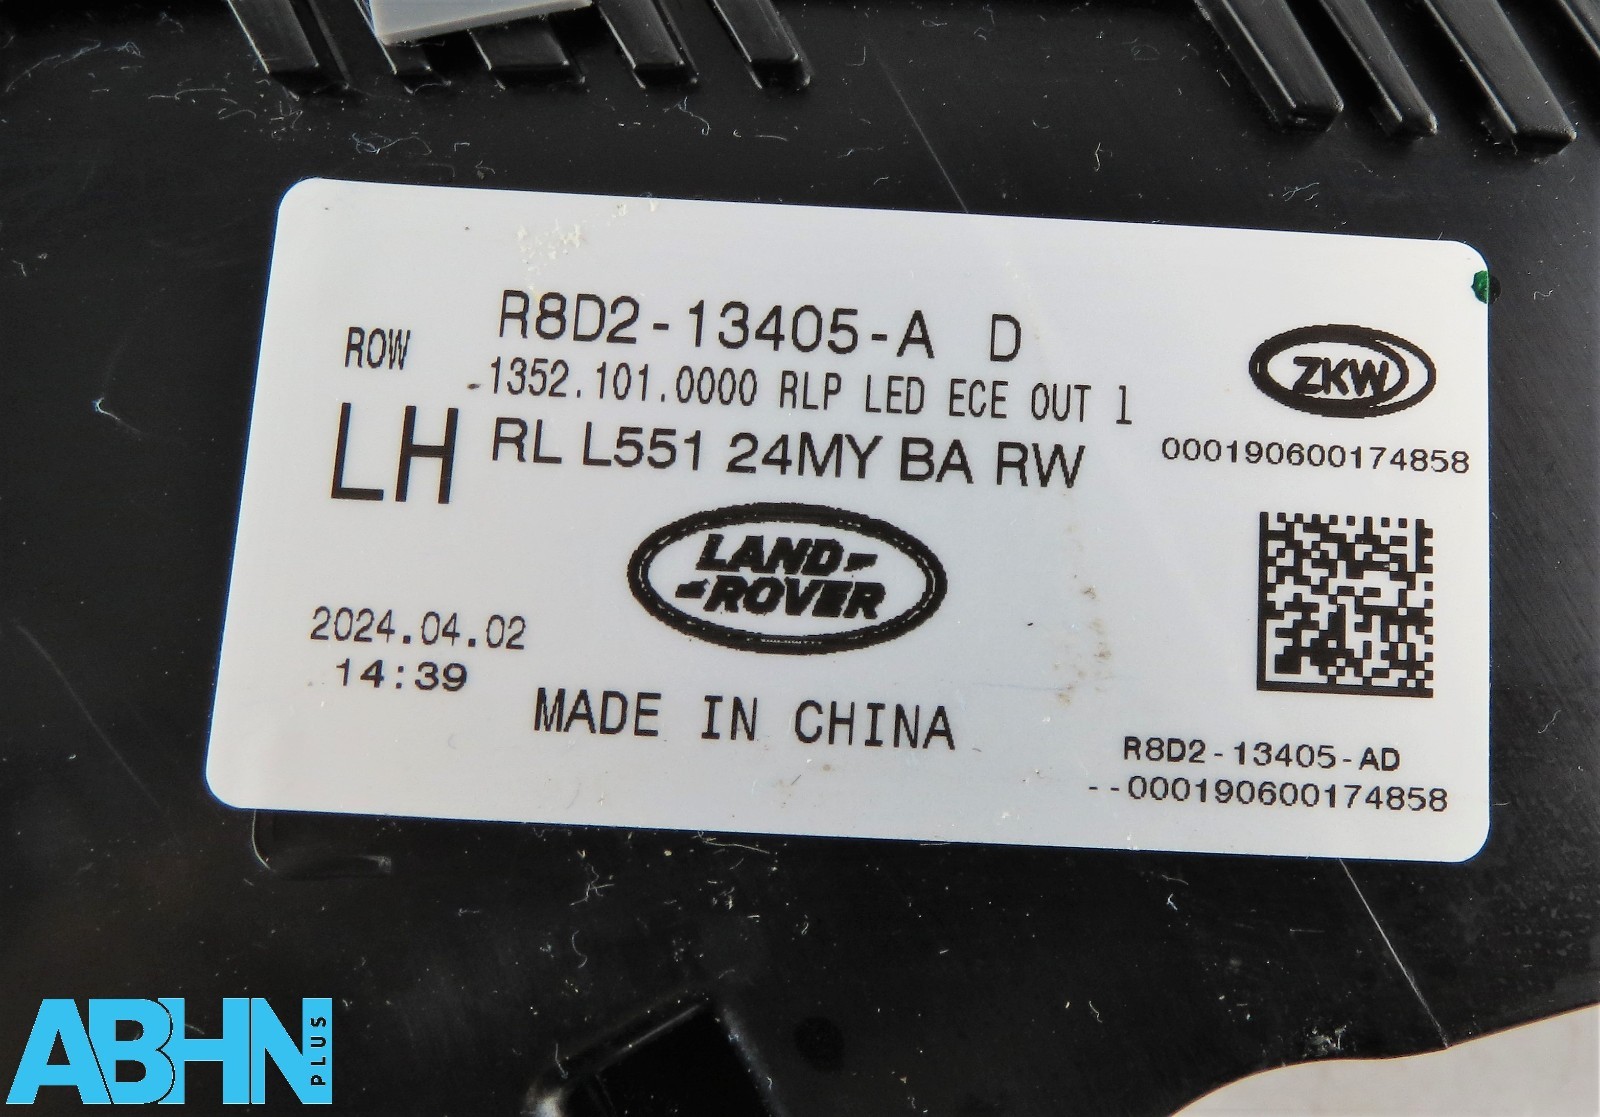 ROW
R8D2-13405-A D
1352.101.0000 RLP LED ECE OUT 1
LH
RL L551 24MY BA RW
ZKW
000190600174858
LAND-
-ROVER
2024.04.02
14:39
MADE IN CHINA
R8D2-13405-AD
--000190600174858
ABHN
PLUS